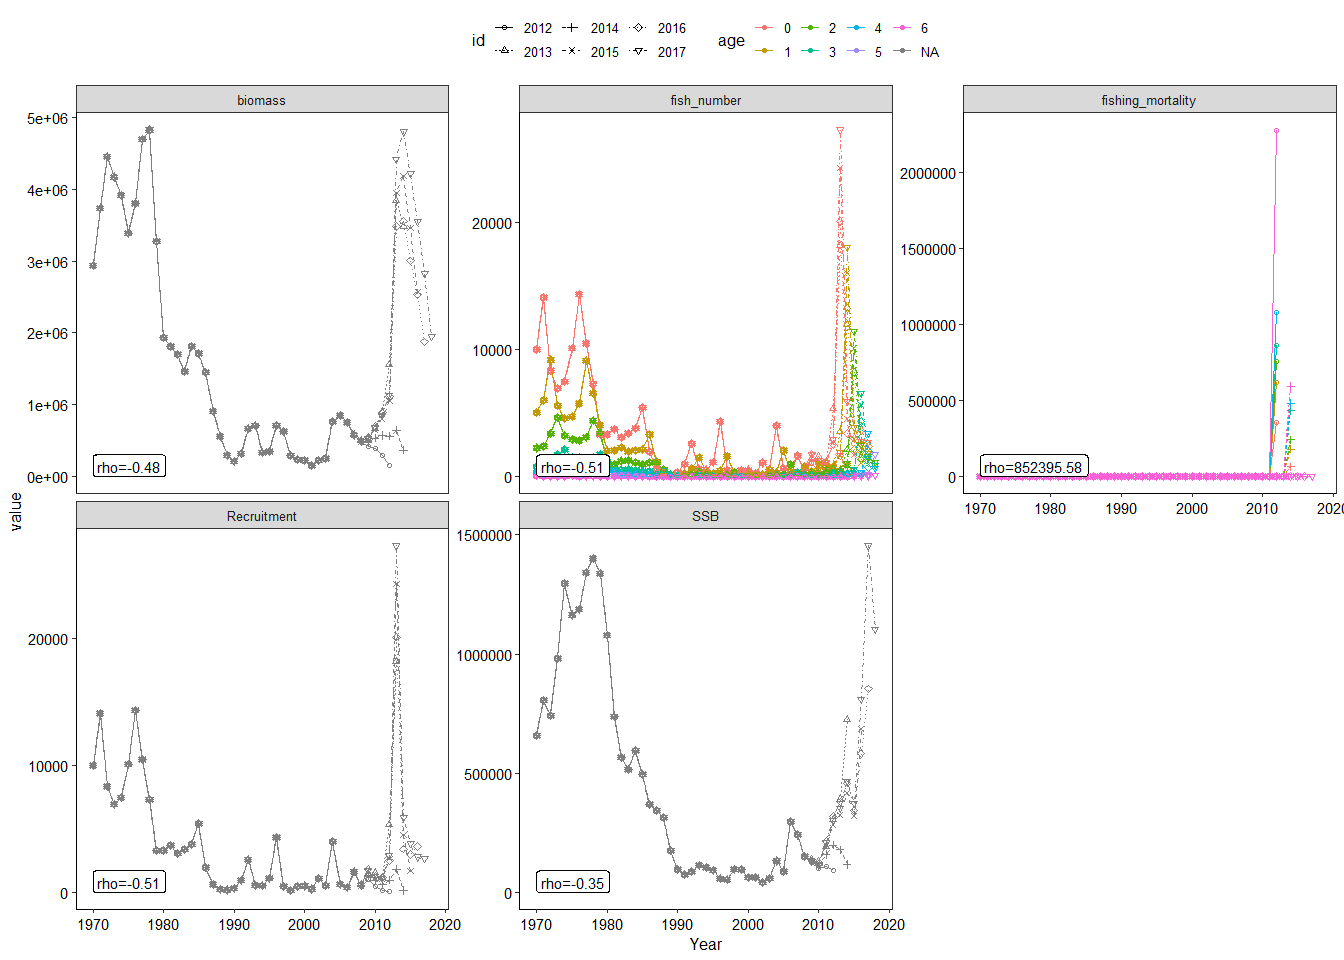 id 2012 2014 2016 age 0 2 4 6
2013 2015 2017 1 3 5 NA
biomass fish_number fishing_mortality
5e+06
4e+06
3e+06
2e+06
1e+06
0e+00
rho=-0.48
20000
10000
0
rho=-0.51
2000000
1500000
1000000
500000
0
rho=852395.58
1970 1980 1990 2000 2010 2020
value
Recruitment SSB
20000
10000
0
rho=-0.51
1500000
1000000
500000
0
rho=-0.35
1970 1980 1990 2000 2010 2020
1970 1980 1990 2000 2010 2020
Year